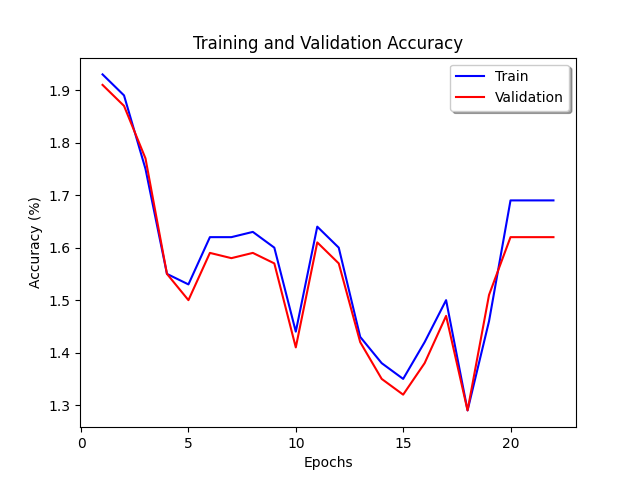 Training and Validation Accuracy
Train
Validation
Accuracy (%)
1.9
1.8
1.7
1.6
1.5
1.4
1.3
0 5 10 15 20
Epochs